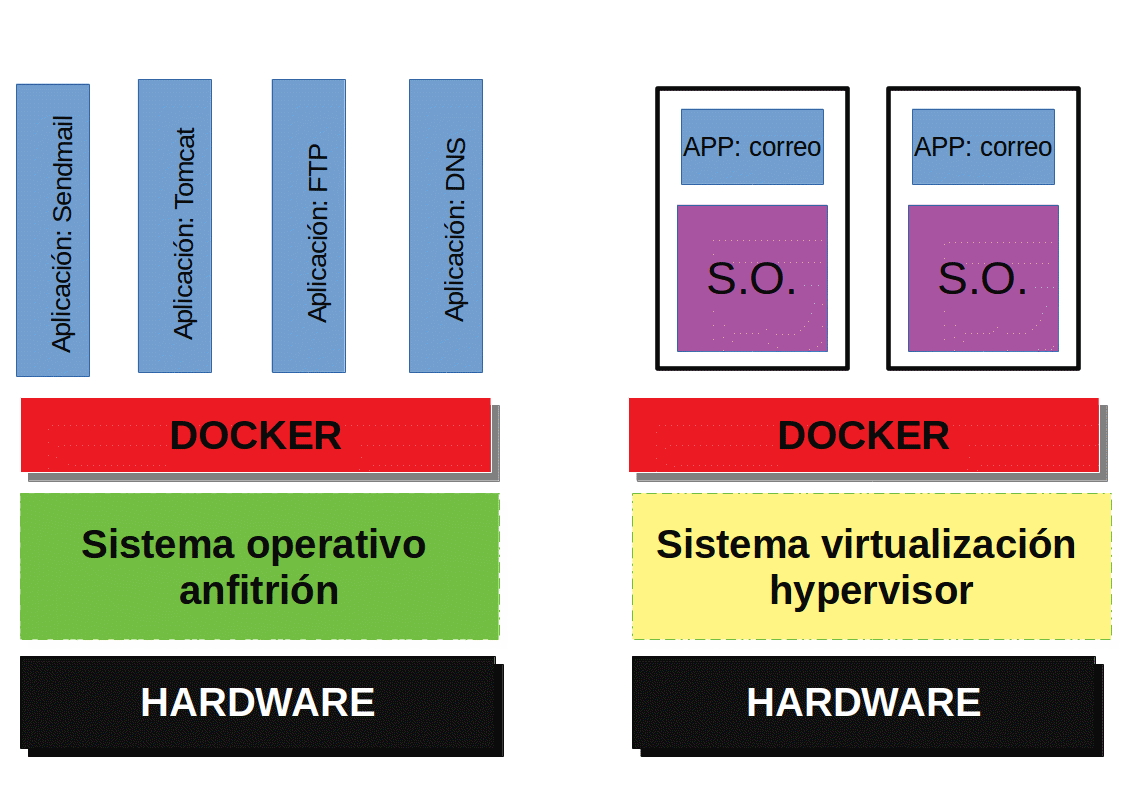 Aplicación: Sendmail
Aplicación: Tomcat
Aplicación: FTP
Aplicación: DNS
DOCKER
Sistema operativo
anfitrión
HARDWARE
APP: correo
S.O.
APP: correo
S.O.
DOCKER
Sistema virtualización
hypervisor
HARDWARE